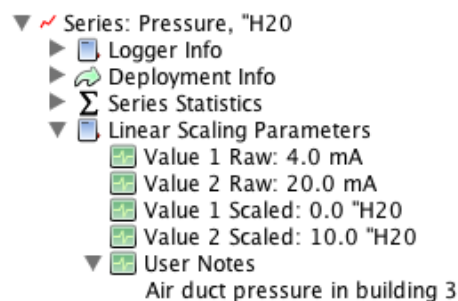 Series: Pressure, "H20
Logger Info
Deployment Info
Σ Series Statistics
Linear Scaling Parameters
Value 1 Raw: 4.0 mA
Value 2 Raw: 20.0 mA
Value 1 Scaled: 0.0 "H20
Value 2 Scaled: 10.0 "H20
User Notes
Air duct pressure in building 3